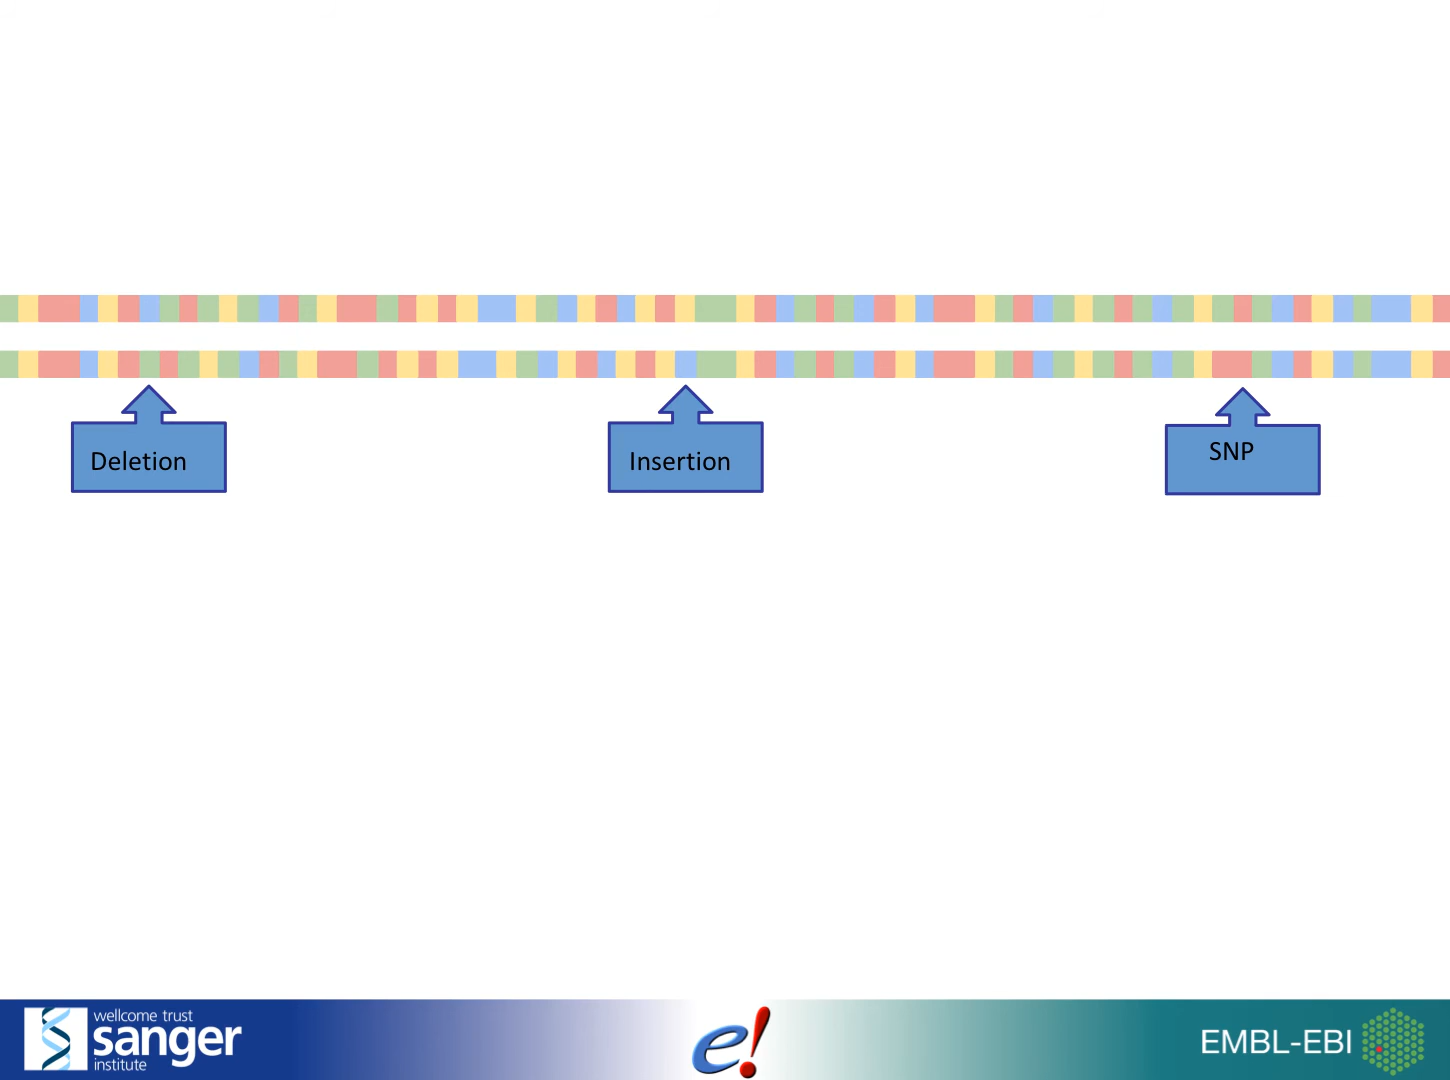 Deletion
Insertion
SNP
wellcome trust
sanger
institute
e!
EMBL-EBI